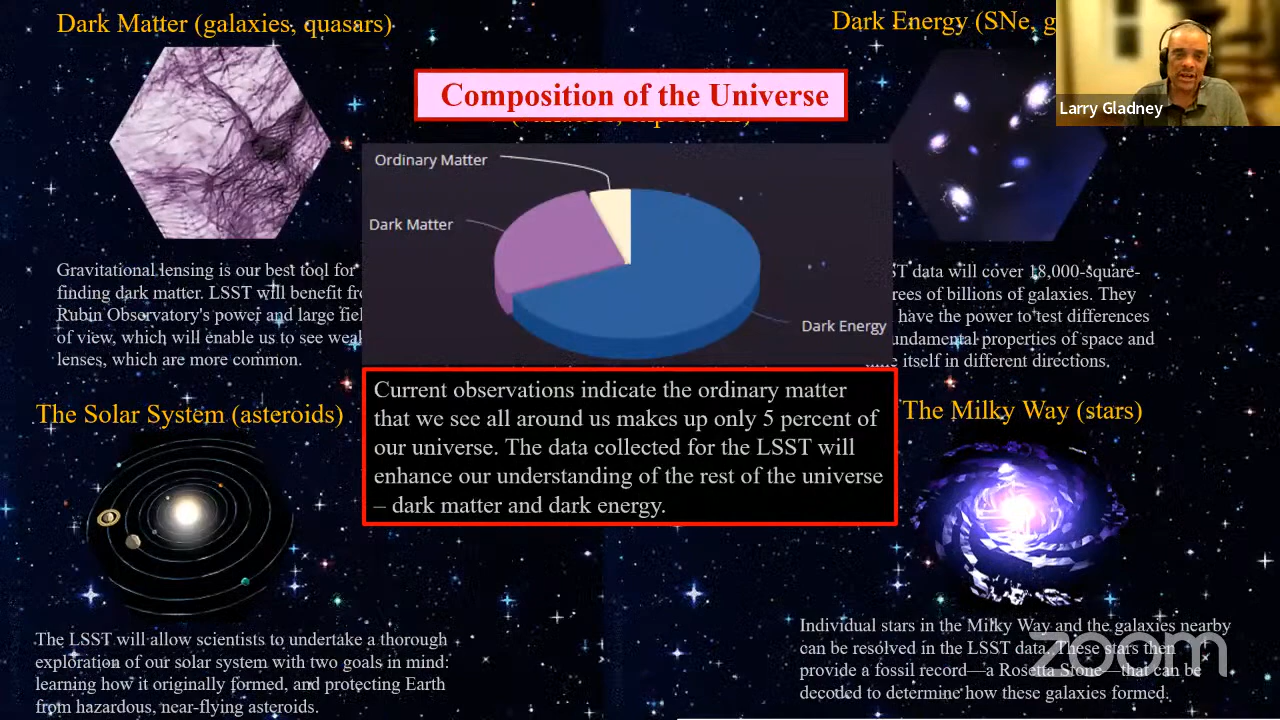 Dark Matter (galaxies, quasars)
Dark Energy (SNe, g
Larry Gladney
Composition of the Universe
Ordinary Matter
Dark Matter
Dark Energy
Gravitational lensing is our best tool for
finding dark matter. LSST will benefit fr
Rubin Observatory's power and large fie
of view, which will enable us to see wea
lenses, which are more common.
ST data will cover 18,000-square-
rees of billions of galaxies. They
have the power to test differences
undamental properties of space and
itself in different directions.
Current observations indicate the ordinary matter
that we see all around us makes up only 5 percent of
our universe. The data collected for the LSST will
enhance our understanding of the rest of the universe
– dark matter and dark energy.
The Solar System (asteroids)
The Milky Way (stars)
The LSST will allow scientists to undertake a thorough
exploration of our solar system with two goals in mind:
learning how it originally formed, and protecting Earth
from hazardous, near-flying asteroids.
Individual stars in the Milky Way and the galaxies nearby
can be resolved in the LSST data. These stars then
provide a fossil record—a Rosetta Stone—that can be
decoded to determine how these galaxies formed.
zoom